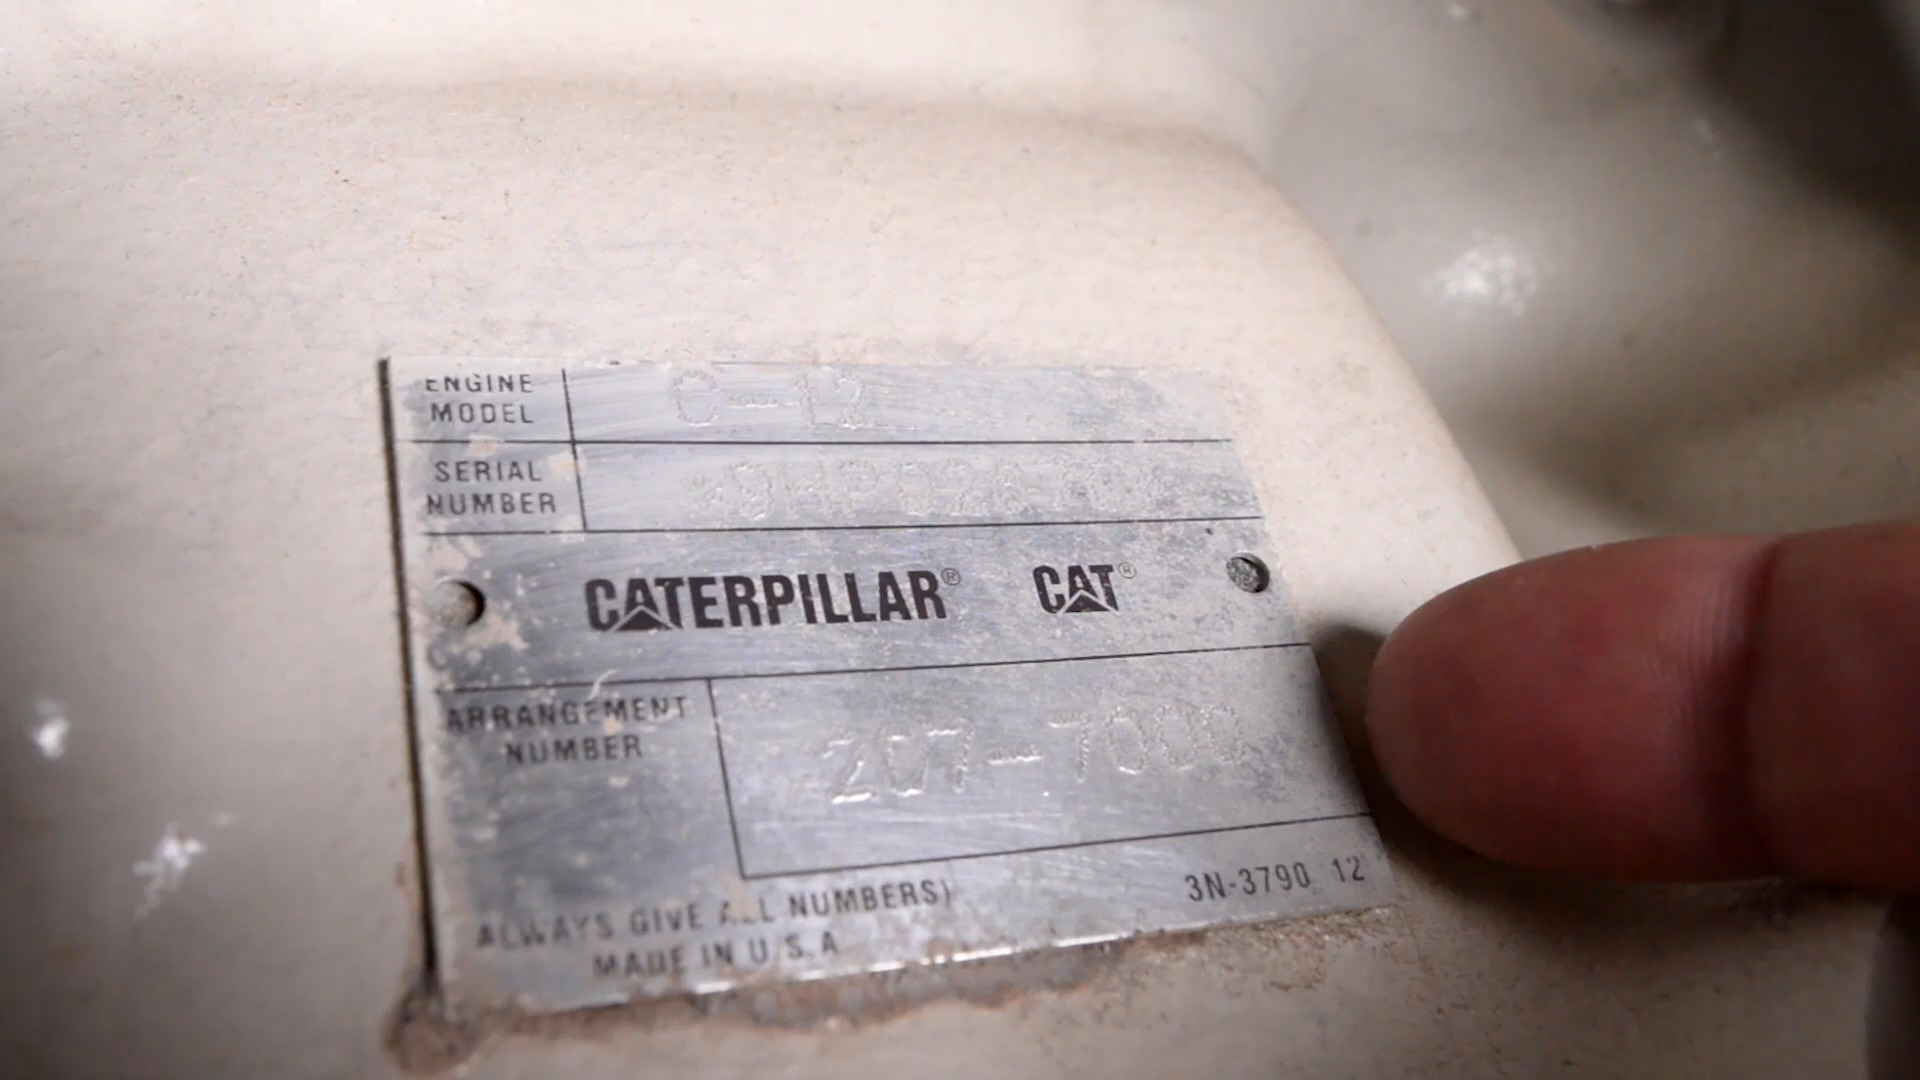 ENGINE
MODEL
C-12
SERIAL
NUMBER
CATERPILLAR® CAT®
ARRANGEMENT
NUMBER
207-7000
ALWAYS GIVE ALL NUMBERS)
3N-3790 12
MADE IN U.S.A